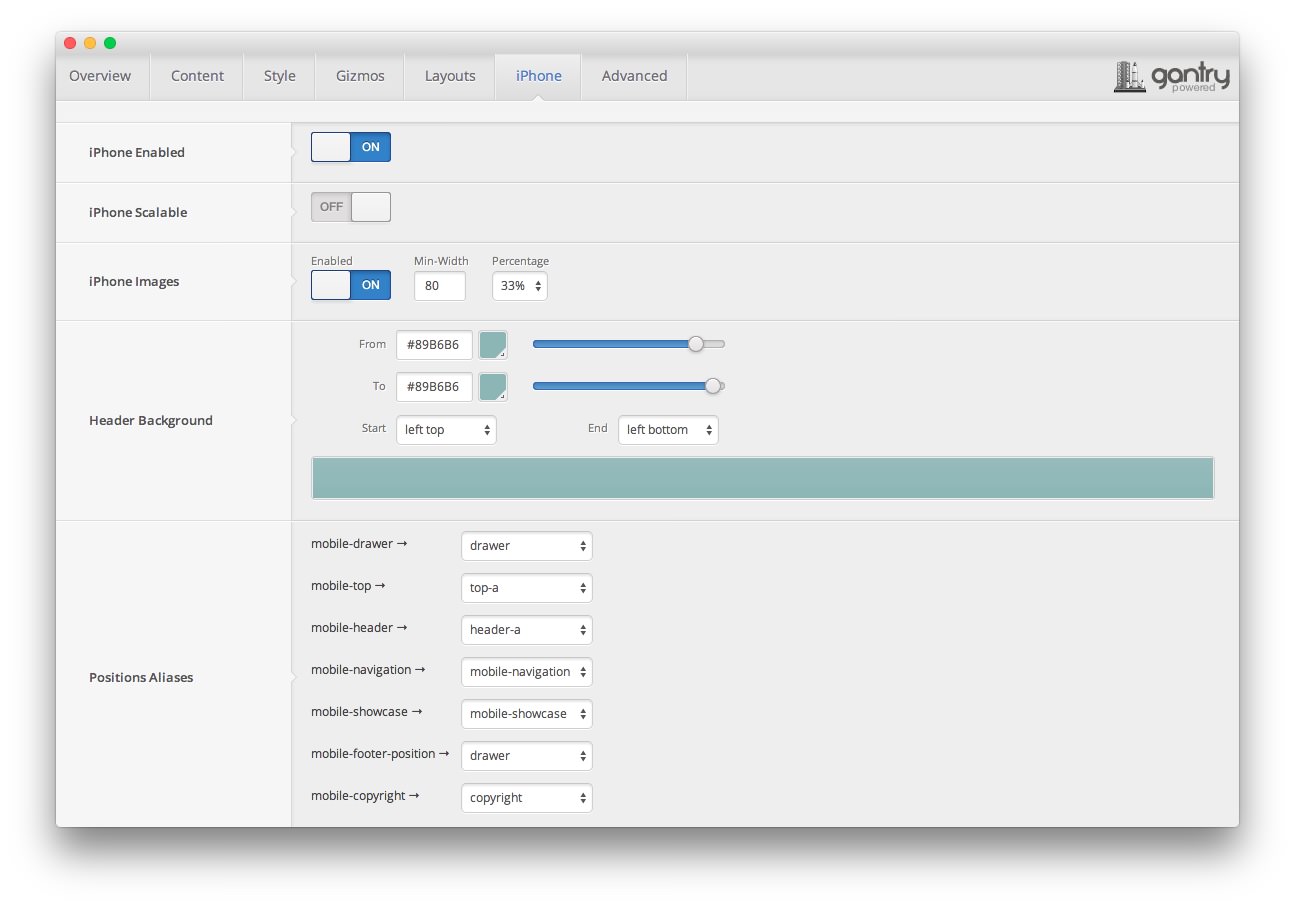 Overview Content Style Gizmos Layouts iPhone Advanced gantry
powered
iPhone Enabled ON
iPhone Scalable OFF
Enabled Min-Width Percentage
iPhone Images ON 80 33%
From #89B6B6
To #89B6B6
Header Background
Start left top End left bottom
mobile-drawer → drawer
mobile-top → top-a
mobile-header → header-a
mobile-navigation → mobile-navigation
Positions Aliases
mobile-showcase → mobile-showcase
mobile-footer-position → drawer
mobile-copyright → copyright